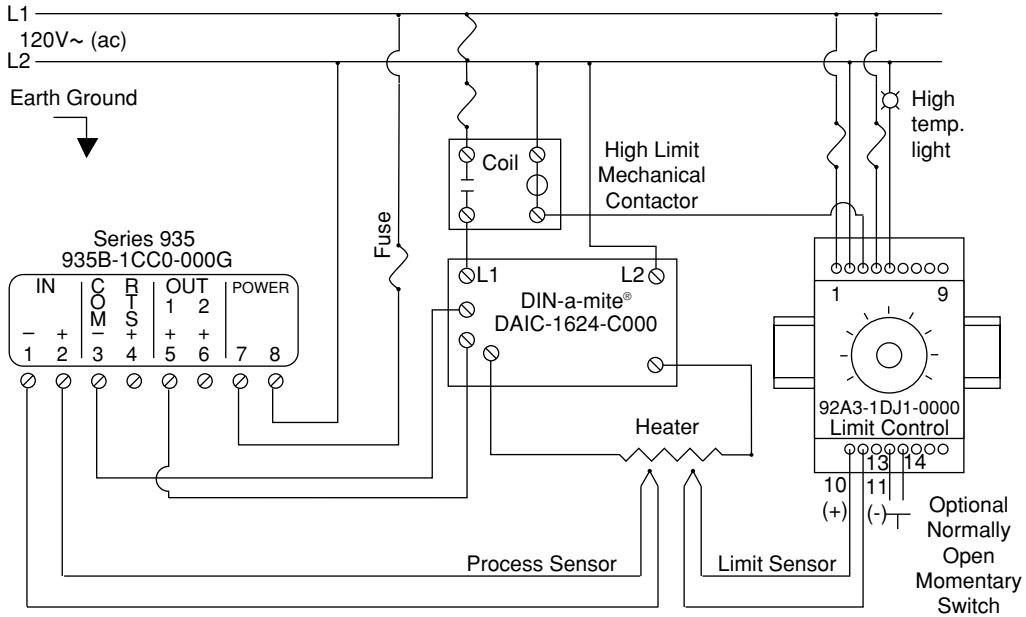 L1
120V~ (ac)
L2
Earth Ground
High
temp.
light
Coil
High Limit
Mechanical
Contactor
Fuse
Series 935
935B-1CC0-000G
IN
COM
RTS
OUT
1 2
POWER
– + – + + +
1 2 3 4 5 6 7 8
L1
L2
DIN-a-mite®
DAIC-1624-C000
1
9
92A3-1DJ1-0000
Limit Control
13 14
10
11
(+)
(-)
Heater
Process Sensor
Limit Sensor
Optional
Normally
Open
Momentary
Switch